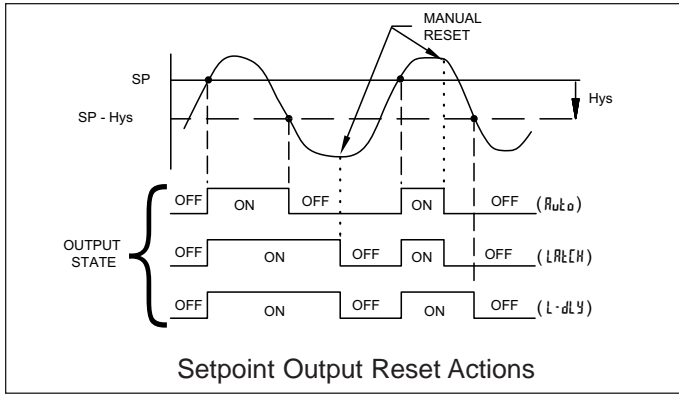 MANUAL
RESET
SP
Hys
SP - Hys
OFF ON OFF ON OFF (Auto)
OUTPUT
STATE
OFF ON OFF ON OFF (LAtCH)
OFF ON OFF ON OFF (L-dLY)
Setpoint Output Reset Actions